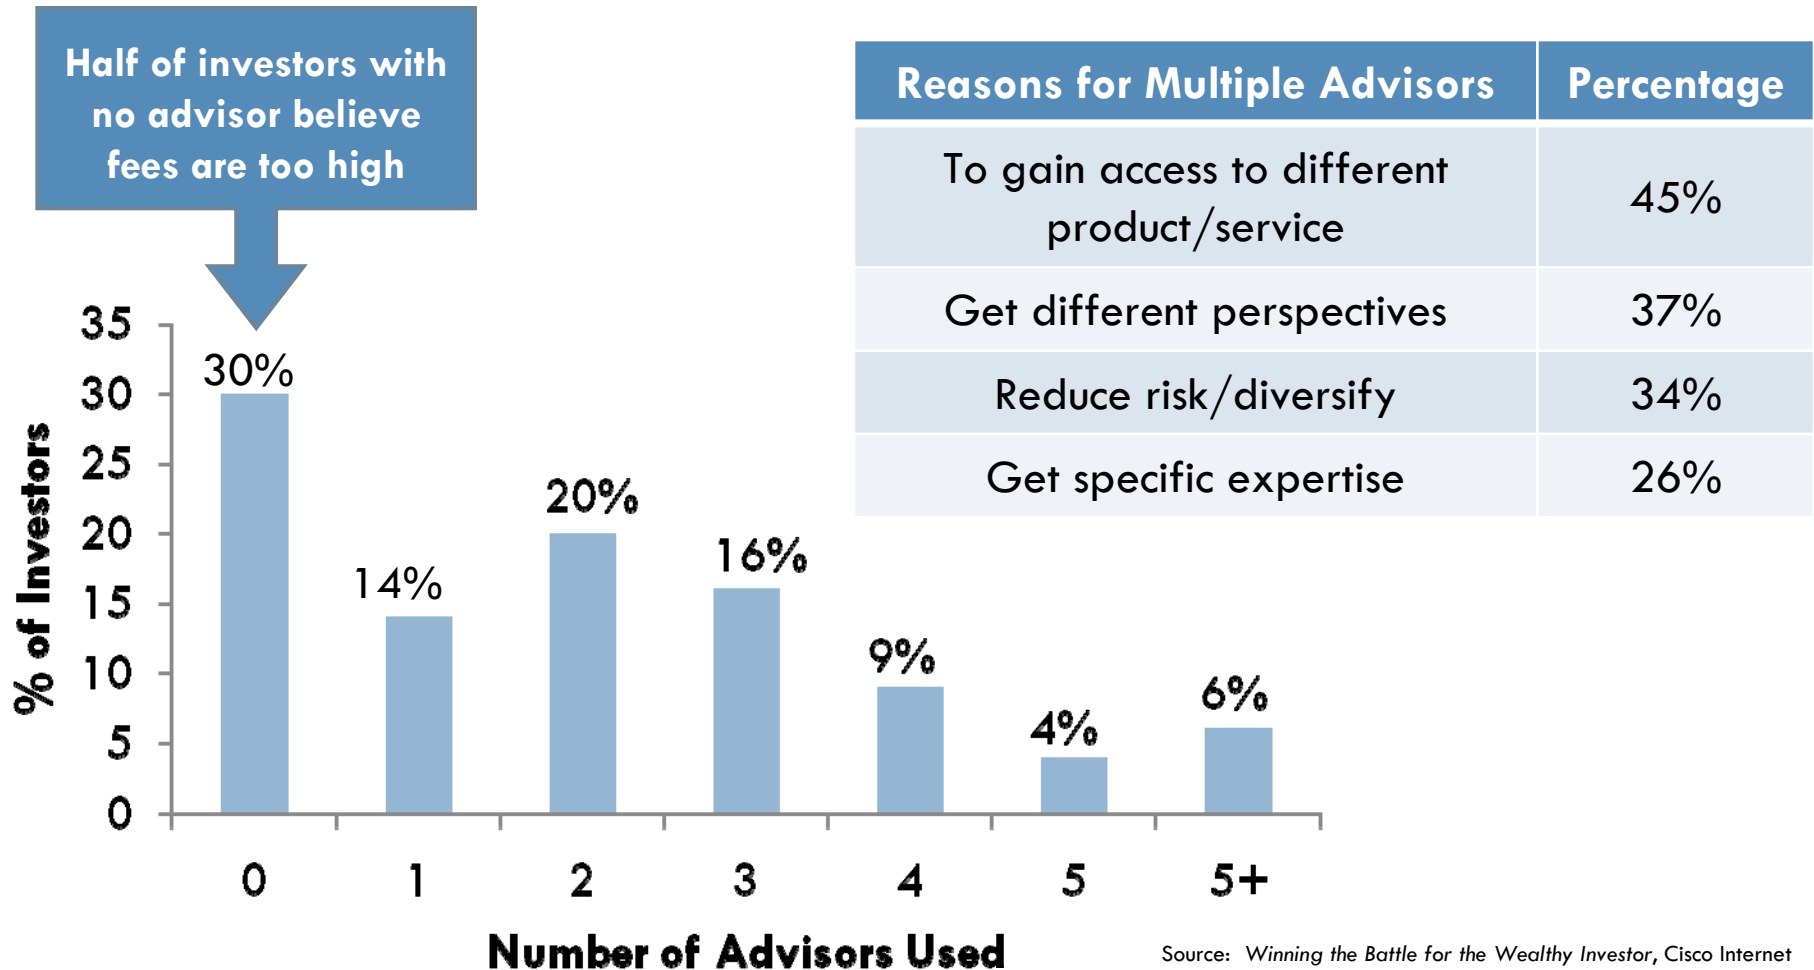 Half of investors with
no advisor believe
fees are too high
Reasons for Multiple Advisors Percentage
To gain access to different
product/service
45%
Get different perspectives 37%
Reduce risk/diversify 34%
Get specific expertise 26%
% of Investors
35
30
25
20
15
10
5
0
30%
14%
20%
16%
9%
4%
6%
0 1 2 3 4 5 5+
Number of Advisors Used
Source: Winning the Battle for the Wealthy Investor, Cisco Internet